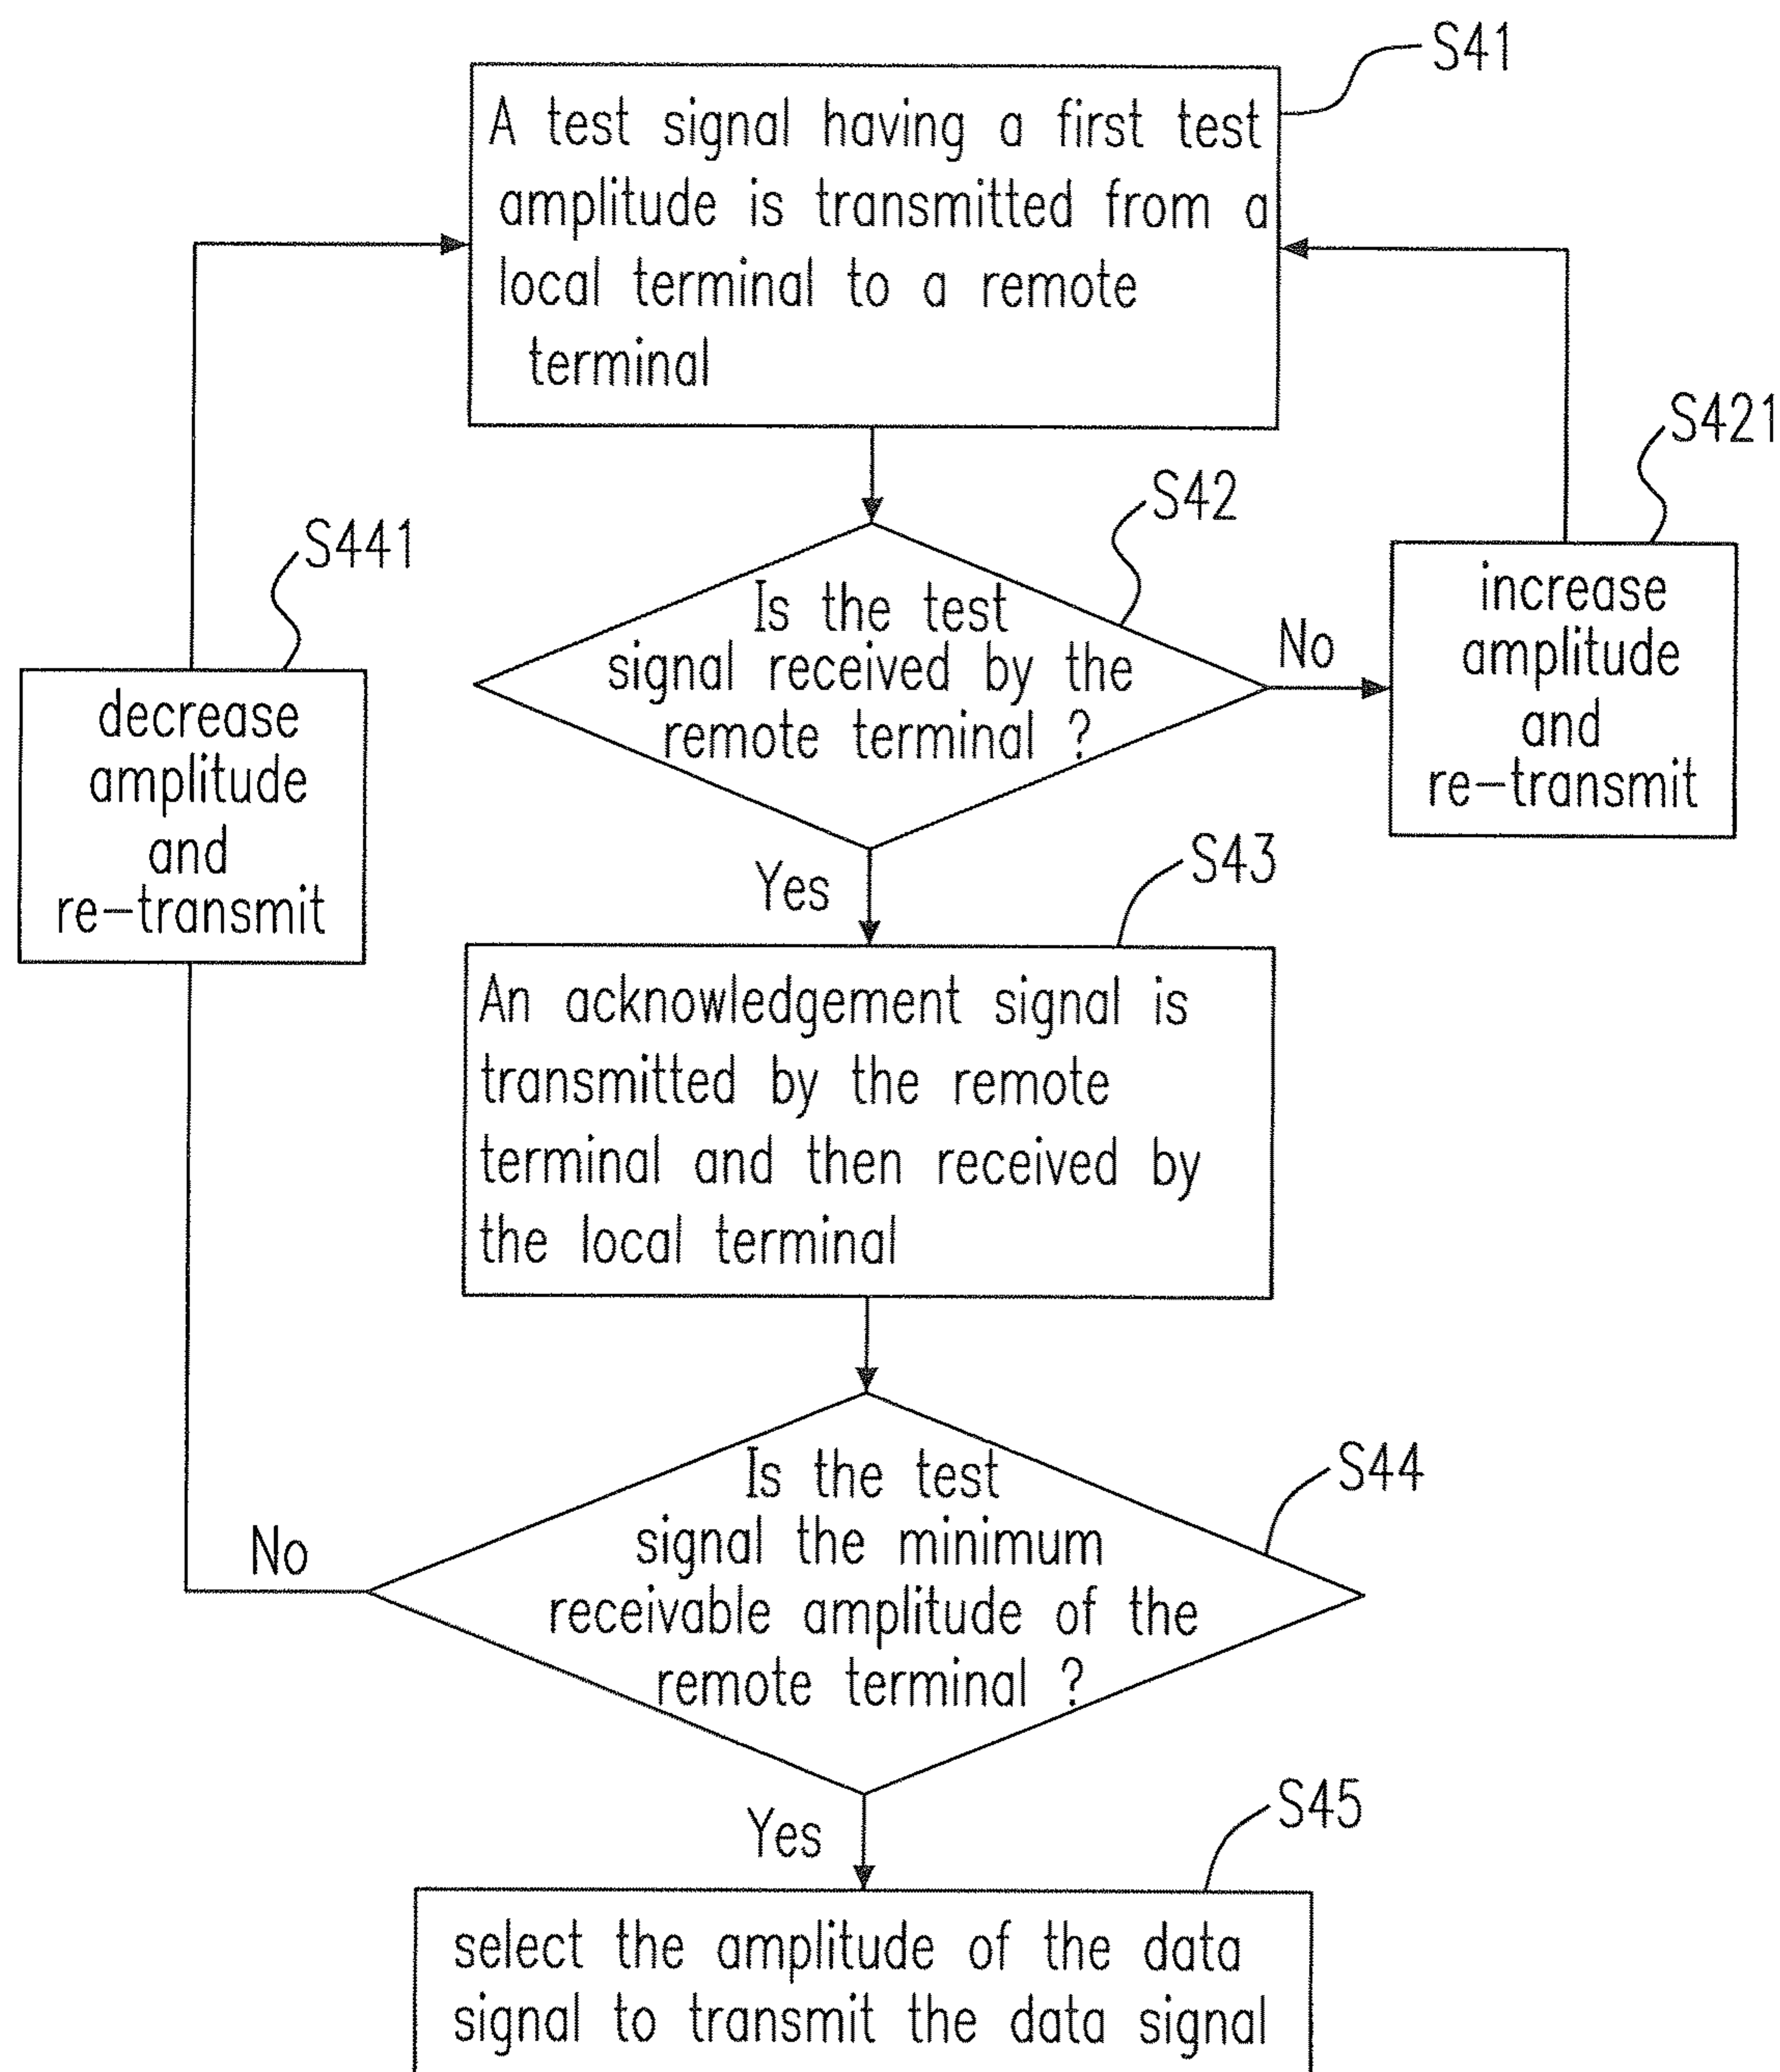 S41
A test signal having a first test
amplitude is transmitted from a
local terminal to a remote
terminal
S421
S42
S441
Is the test
signal received by the
remote terminal ?
No
increase
amplitude
and
re-transmit
decrease
amplitude
and
re-transmit
Yes
S43
An acknowledgement signal is
transmitted by the remote
terminal and then received by
the local terminal
S44
Is the test
signal the minimum
receivable amplitude of the
remote terminal ?
No
Yes
S45
select the amplitude of the data
signal to transmit the data signal